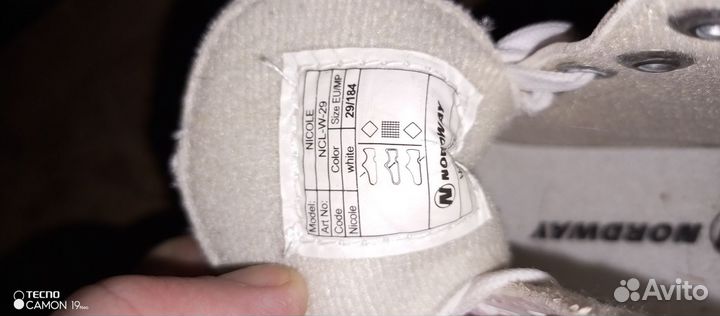 Model: NICOLE
Art No: NCL-W-29
Code Color Size EU/MP
Nicole white 29/184
NORDWAY
NORDWAY
TECNO
CAMON 19neo
Avito